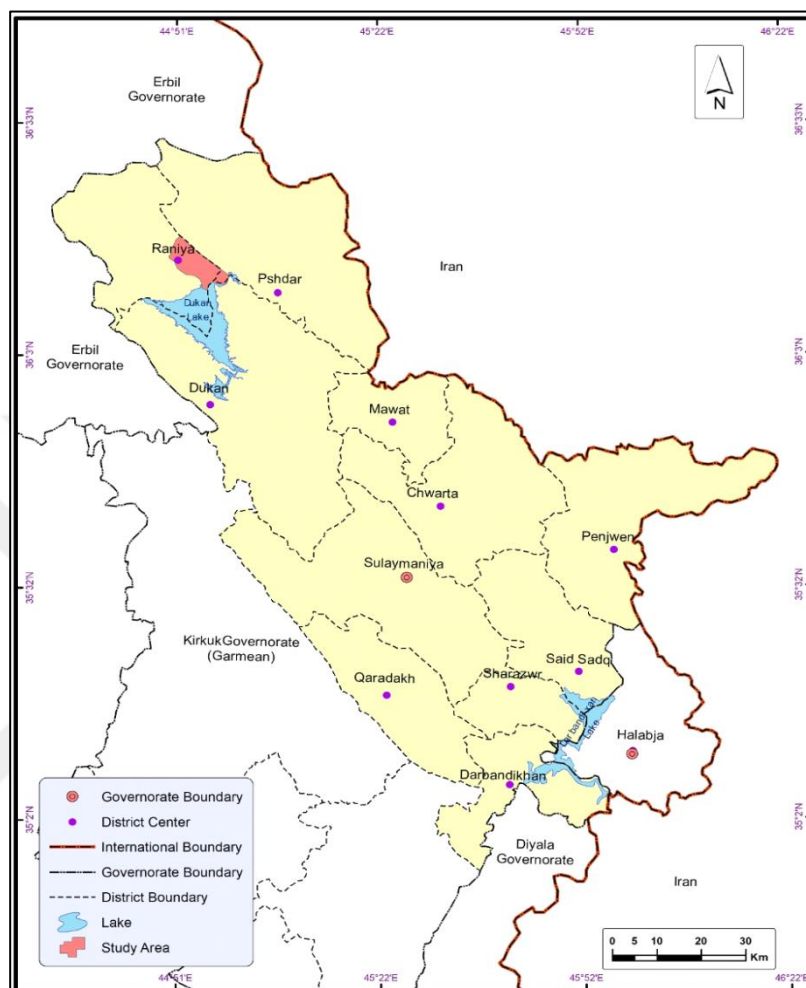 44°51'E
45°22'E
45°52'E
46°22'E
Erbil
Governorate
N
36°33'N
36°33'N
Raniya
Pshdar
Iran
Dukan
Lake
Erbil
Governorate
36°3'N
36°3'N
Dukan
Mawat
Chwarta
Penjwen
Sulaymaniya
35°32'N
35°32'N
Kirkuk Governorate
(Garmean)
Said Sadq
Qaradakh
Sharazwr
Darbandikhan
Lake
Halabja
Darbandikhan
Governorate Boundary
District Center
International Boundary
Governorate Boundary
District Boundary
Lake
Study Area
35°2'N
35°2'N
Diyala
Governorate
Iran
0 5 10 20 30
Km
44°51'E
45°22'E
45°52'E
46°22'E